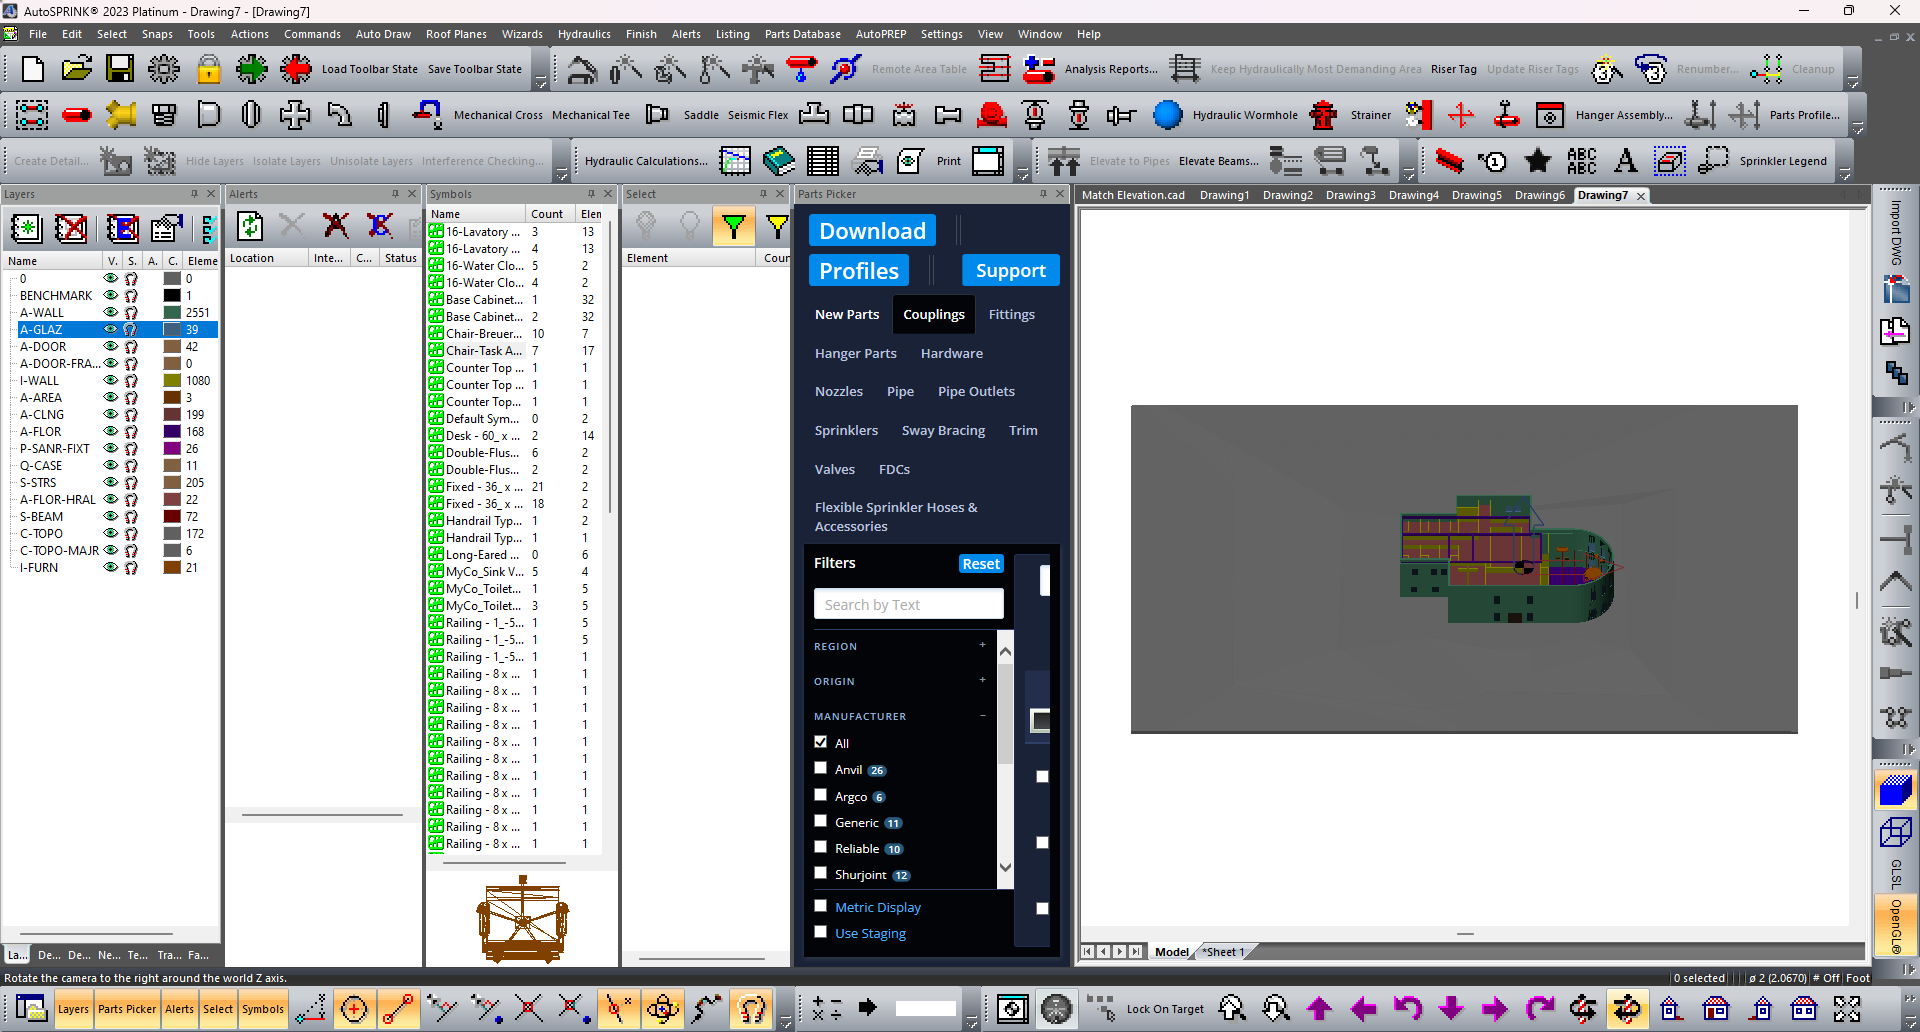 AutoSPRINK® 2023 Platinum - Drawing7 - [Drawing7]
File Edit Select Snaps Tools Actions Commands Auto Draw Roof Planes Wizards Hydraulics Finish Alerts Listing Parts Database AutoPREP Settings View Window Help
Load Toolbar State Save Toolbar State Remote Area Table Analysis Reports... Keep Hydraulically Most Demanding Area Riser Tag Update Riser Tags Renumber... Cleanup
Mechanical Cross Mechanical Tee Saddle Seismic Flex Hydraulic Wormhole Strainer Hanger Assembly... Parts Profile...
Create Detail... Hide Layers Isolate Layers Unisolate Layers Interference Checking... Hydraulic Calculations... Print Elevate to Pipes Elevate Beams... ABC ABC Sprinkler Legend
Layers
Name V. S. A. C. Eleme
0 0
BENCHMARK 1
A-WALL 2551
A-GLAZ 39
A-DOOR 42
A-DOOR-FRA... 0
I-WALL 1080
A-AREA 3
A-CLNG 199
A-FLOR 168
P-SANR-FIXT 26
Q-CASE 11
S-STRS 205
A-FLOR-HRAL 22
S-BEAM 72
C-TOPO 172
C-TOPO-MAJR 6
I-FURN 21
La... De... De... Ne... Te... Tra... Fa...
Alerts
Location Inte... C... Status
Symbols
Name Count Elen
16-Lavatory ... 3 13
16-Lavatory ... 4 13
16-Water Clo... 5 2
16-Water Clo... 4 2
Base Cabinet... 1 32
Base Cabinet... 2 32
Chair-Breuer... 10 7
Chair-Task A... 7 17
Counter Top ... 1 1
Counter Top ... 1 1
Counter Top... 1 1
Default Sym... 0 2
Desk - 60_ x ... 2 14
Double-Flus... 6 2
Double-Flus... 2 2
Fixed - 36_ x ... 21 2
Fixed - 36_ x ... 18 2
Handrail Typ... 1 2
Handrail Typ... 1 1
Long-Eared ... 0 6
MyCo_Sink V... 5 4
MyCo_Toilet... 1 5
MyCo_Toilet... 3 5
Railing - 1_-5... 1 5
Railing - 1_-5... 1 5
Railing - 1_-5... 1 1
Railing - 8 x ... 1 1
Railing - 8 x ... 1 1
Railing - 8 x ... 1 1
Railing - 8 x ... 1 1
Railing - 8 x ... 1 1
Railing - 8 x ... 1 1
Railing - 8 x ... 1 1
Railing - 8 x ... 1 1
Railing - 8 x ... 1 1
Railing - 8 x ... 1 1
Railing - 8 x ... 1 1
Select
Element Coun
Parts Picker
Download
Profiles Support
New Parts Couplings Fittings
Hanger Parts Hardware
Nozzles Pipe Pipe Outlets
Sprinklers Sway Bracing Trim
Valves FDCs
Flexible Sprinkler Hoses &
Accessories
Filters Reset
Search by Text
REGION +
ORIGIN +
MANUFACTURER −
All
Anvil 26
Argco 6
Generic 11
Reliable 10
Shurjoint 12
Metric Display
Use Staging
Match Elevation.cad Drawing1 Drawing2 Drawing3 Drawing4 Drawing5 Drawing6 Drawing7
Model *Sheet 1
Import DWG
GLSL
OpenGL®
Rotate the camera to the right around the world Z axis.
0 selected ø 2 (2.0670) # Off Foot
Layers Parts Picker Alerts Select Symbols Lock On Target